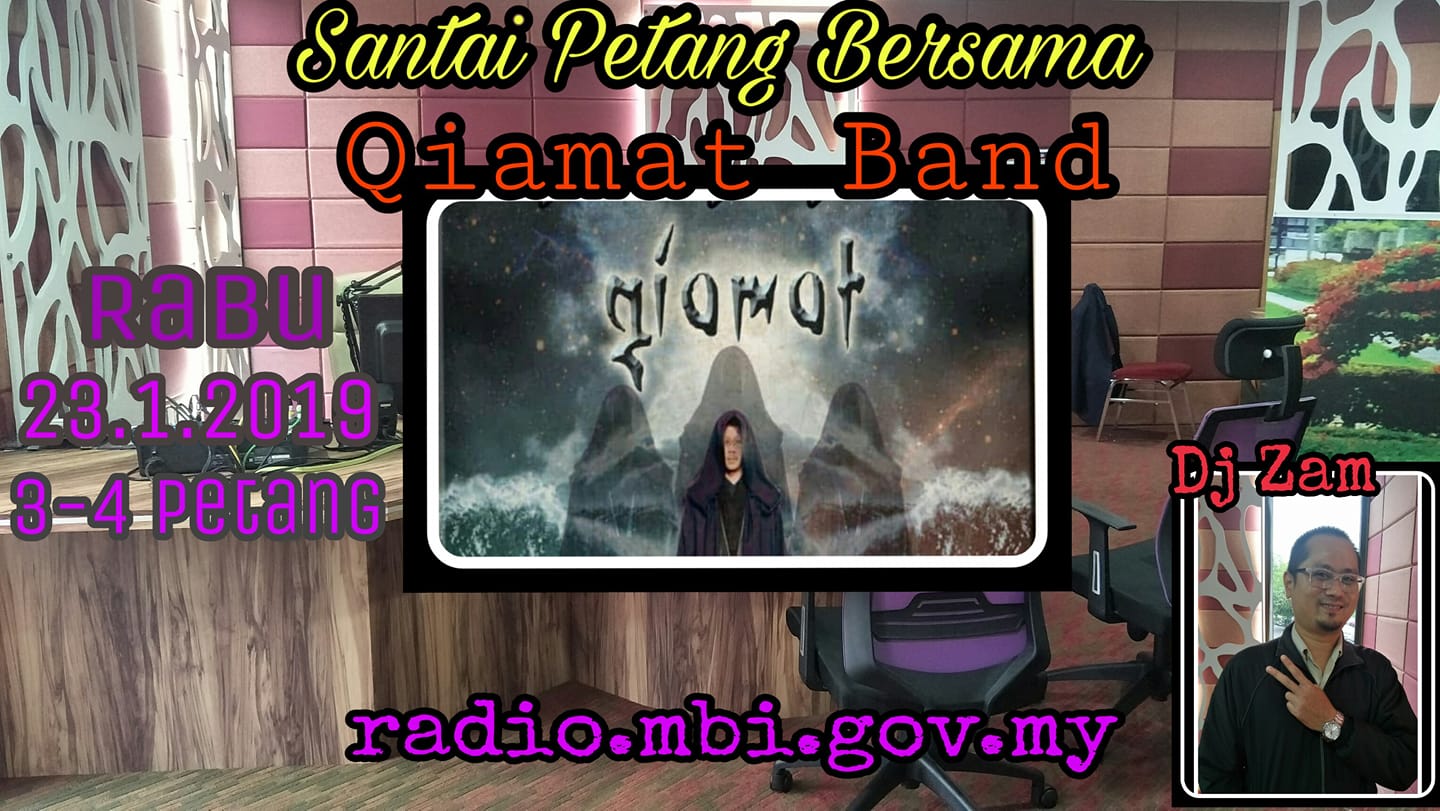 Santai Petang Bersama
Qiamat Band
qiamat
RaBu
23.1.2019
3-4 Petang
Dj Zam
radio.mbi.gov.my